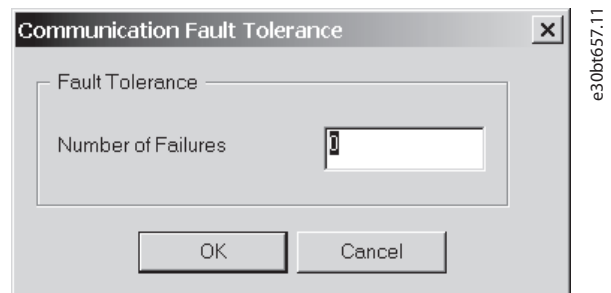 Communication Fault Tolerance
Fault Tolerance
Number of Failures
0
OK
Cancel
e30bt657.11